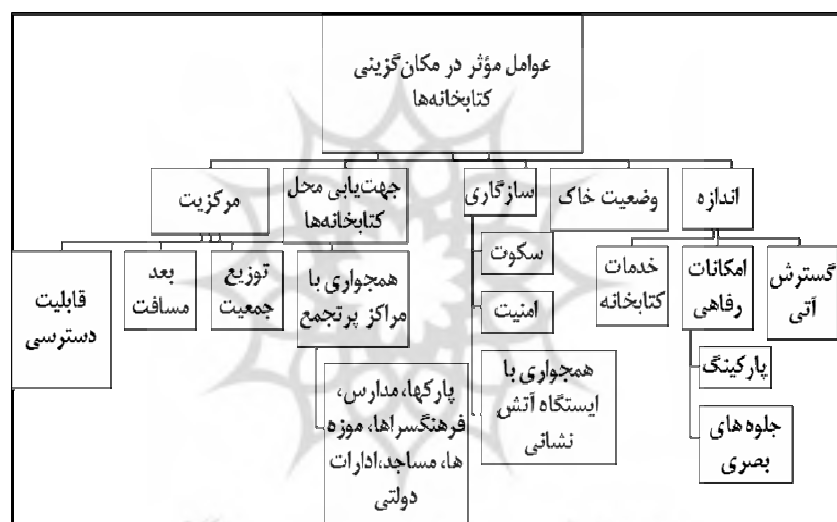 عوامل مؤثر در مکان‌گزینی
کتابخانه‌ها
اندازه
وضعیت خاک
سازگاری
جهت‌یابی محل
کتابخانه‌ها
مرکزیت
گسترش
آتی
امکانات
رفاهی
خدمات
کتابخانه
پارکینگ
جلوه‌های
بصری
سکوت
امنیت
همجواری با
ایستگاه آتش
نشانی
همجواری با
مراکز پرتجمع
توزیع
جمعیت
بعد
مسافت
قابلیت
دسترسی
پارکها، مدارس،
فرهنگسراها، موزه
ها، مساجد،ادارات
دولتی